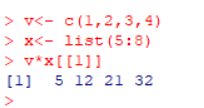 > v<- c(1,2,3,4)
> x<- list(5:8)
> v*x[[1]]
[1]  5 12 21 32
>